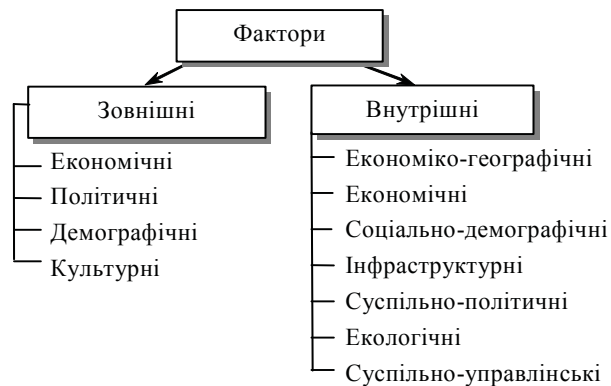 Фактори
Зовнішні
Економічні
Політичні
Демографічні
Культурні
Внутрішні
Економіко-географічні
Економічні
Соціально-демографічні
Інфраструктурні
Суспільно-політичні
Екологічні
Суспільно-управлінські